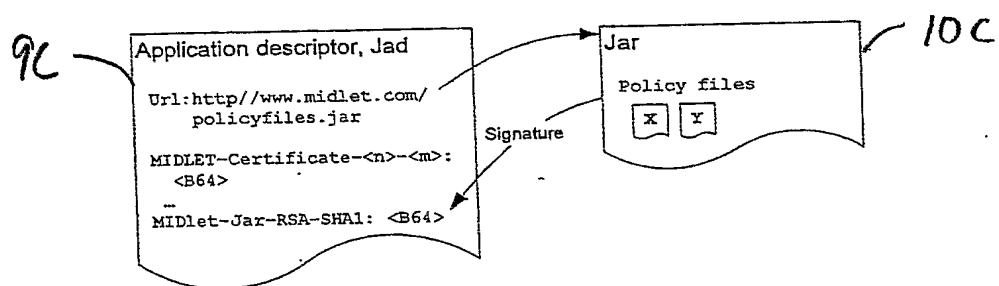 9C
Application descriptor, Jad
Url:http//www.midlet.com/
policyfiles.jar
MIDLET-Certificate-<n>-<m>:
<B64>
…
MIDlet-Jar-RSA-SHA1: <B64>
Signature
Jar
Policy files
X Y
10C